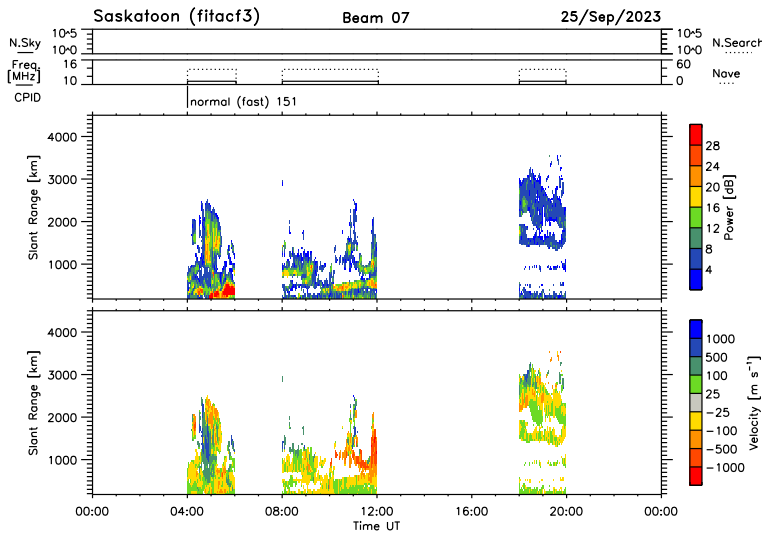 Saskatoon (fitacf3) Beam 07 25/Sep/2023
N.Sky 10^5 10^0 10^5 10^0 N.Search
Freq. [MHz] 16 10 60 0 Nave
CPID normal (fast) 151
Slant Range [km] 4000 3000 2000 1000
Power [dB] 28 24 20 16 12 8 4
Slant Range [km] 4000 3000 2000 1000
Velocity [m s⁻¹] 1000 500 100 25 −25 −100 −500 −1000
00:00 04:00 08:00 12:00 16:00 20:00 00:00
Time UT